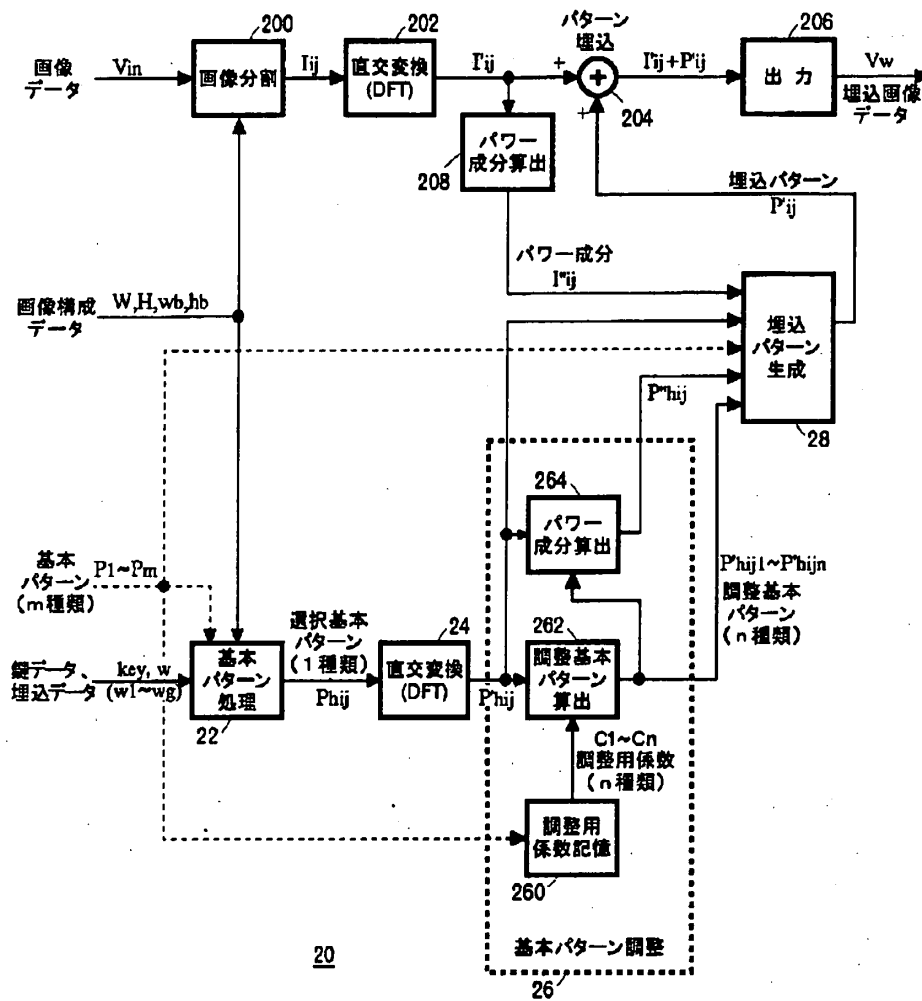 画像
データ
Vin
200
画像分割
Iij
202
直交変換
(DFT)
I'ij
パターン
埋込
+
+
+
204
I'ij+P'ij
206
出力
Vw
埋込画像
データ
208
パワー
成分算出
埋込パターン
P'ij
パワー成分
I"ij
画像構成
データ
W,H,wb,hb
埋込
パターン
生成
28
P"hij
264
パワー
成分算出
基本
パターン
(m種類)
P1~Pm
鍵データ、
埋込データ
key, w
(w1~wg)
基本
パターン
処理
22
選択基本
パターン
(1種類)
Phij
24
直交変換
(DFT)
P'hij
262
調整基本
パターン
算出
P'hij1~P'hijn
調整基本
パターン
(n種類)
C1~Cn
調整用係数
(n種類)
調整用
係数記憶
260
基本パターン調整
26
20